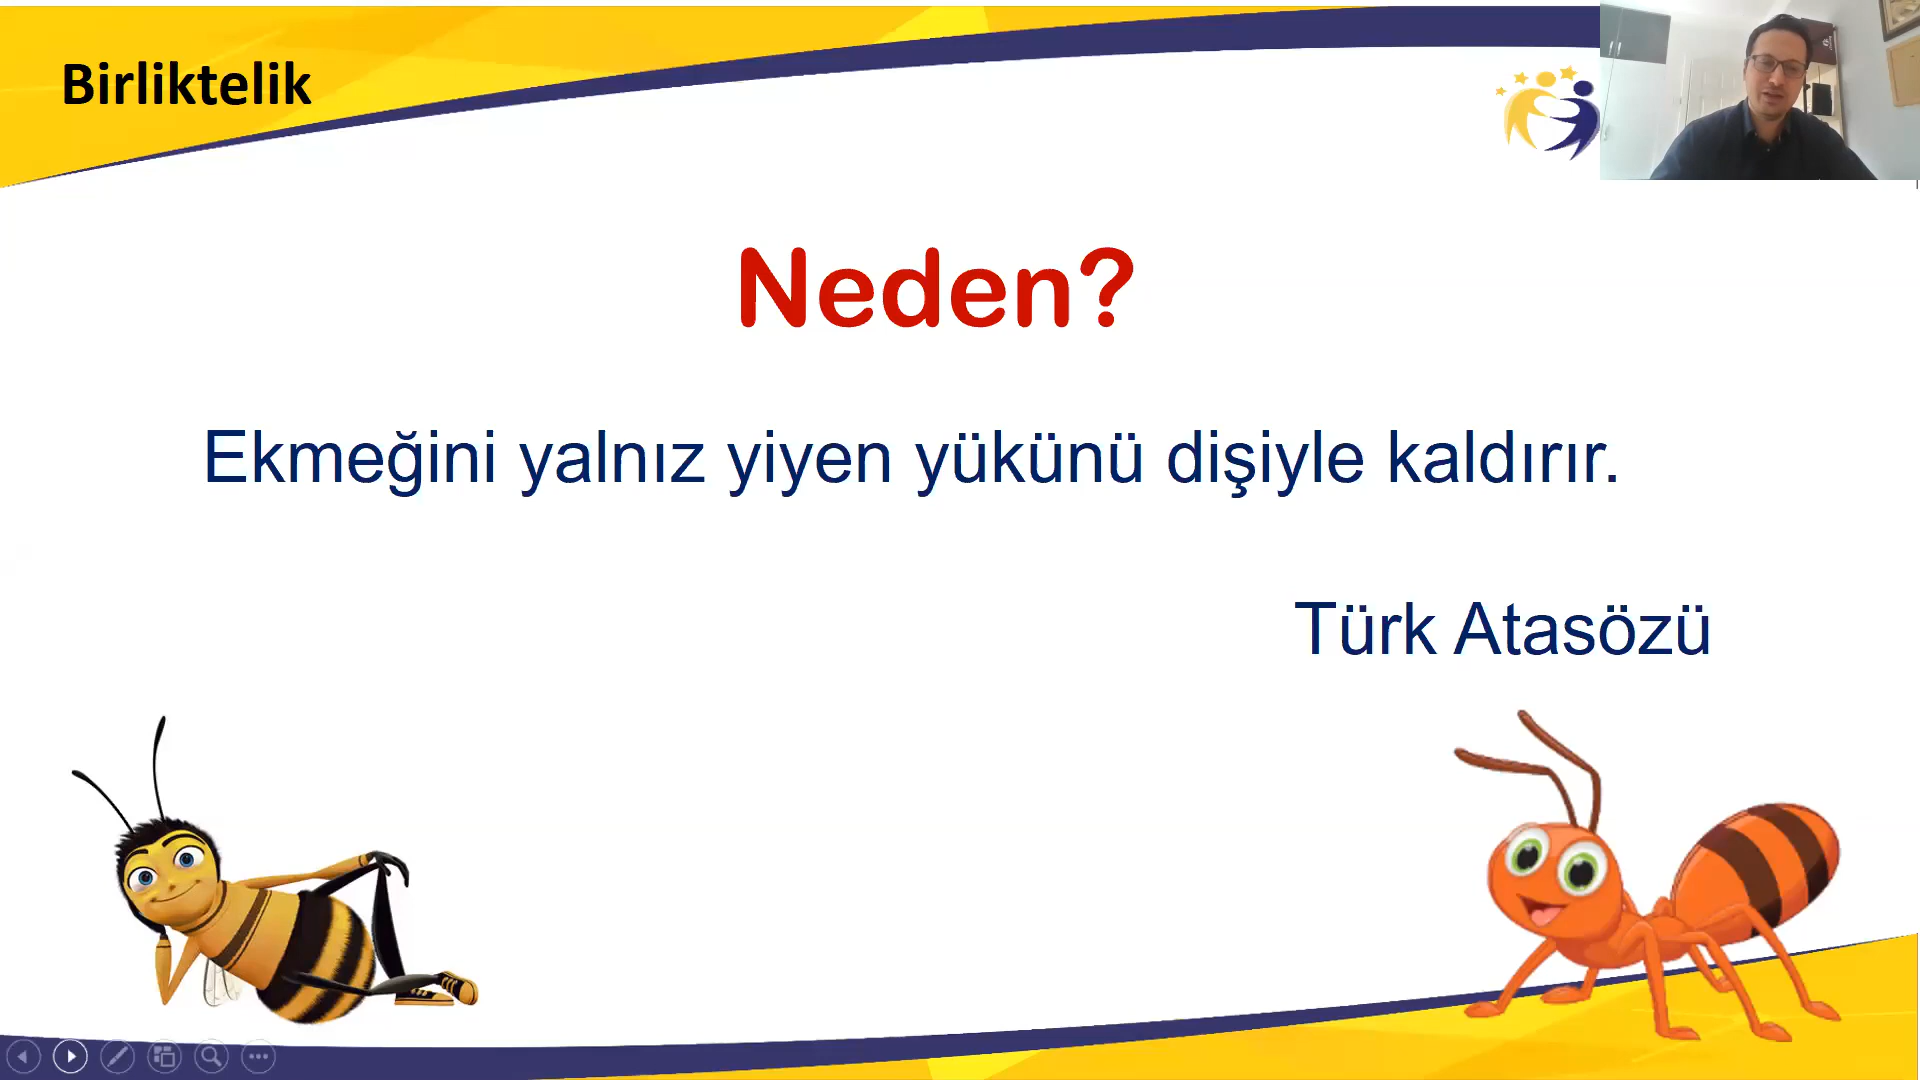 Birliktelik
Neden?
Ekmeğini yalnız yiyen yükünü dişiyle kaldırır.
Türk Atasözü